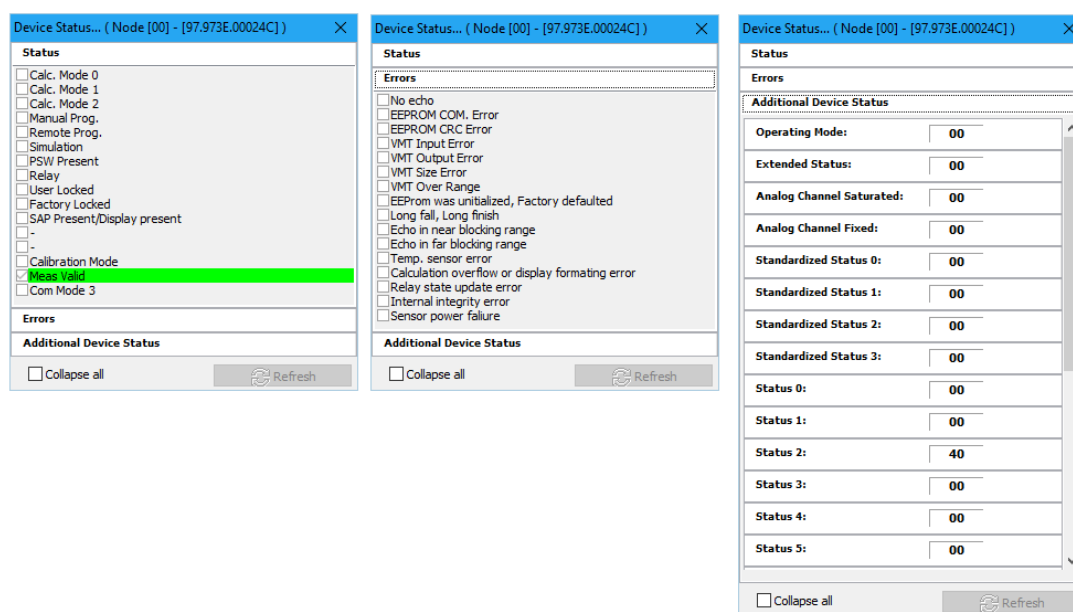 Device Status... ( Node [00] - [97.973E.00024C] )
Status
Calc. Mode 0
Calc. Mode 1
Calc. Mode 2
Manual Prog.
Remote Prog.
Simulation
PSW Present
Relay
User Locked
Factory Locked
SAP Present/Display present
-
-
Calibration Mode
Meas Valid
Com Mode 3
Errors
Additional Device Status
Collapse all
Refresh
Device Status... ( Node [00] - [97.973E.00024C] )
Status
Errors
No echo
EEPROM COM. Error
EEPROM CRC Error
VMT Input Error
VMT Output Error
VMT Size Error
VMT Over Range
EEProm was unitialized, Factory defaulted
Long fall, Long finish
Echo in near blocking range
Echo in far blocking range
Temp. sensor error
Calculation overflow or display formating error
Relay state update error
Internal integrity error
Sensor power faliure
Additional Device Status
Collapse all
Refresh
Device Status... ( Node [00] - [97.973E.00024C] )
Status
Errors
Additional Device Status
Operating Mode: 00
Extended Status: 00
Analog Channel Saturated: 00
Analog Channel Fixed: 00
Standardized Status 0: 00
Standardized Status 1: 00
Standardized Status 2: 00
Standardized Status 3: 00
Status 0: 00
Status 1: 00
Status 2: 40
Status 3: 00
Status 4: 00
Status 5: 00
Collapse all
Refresh